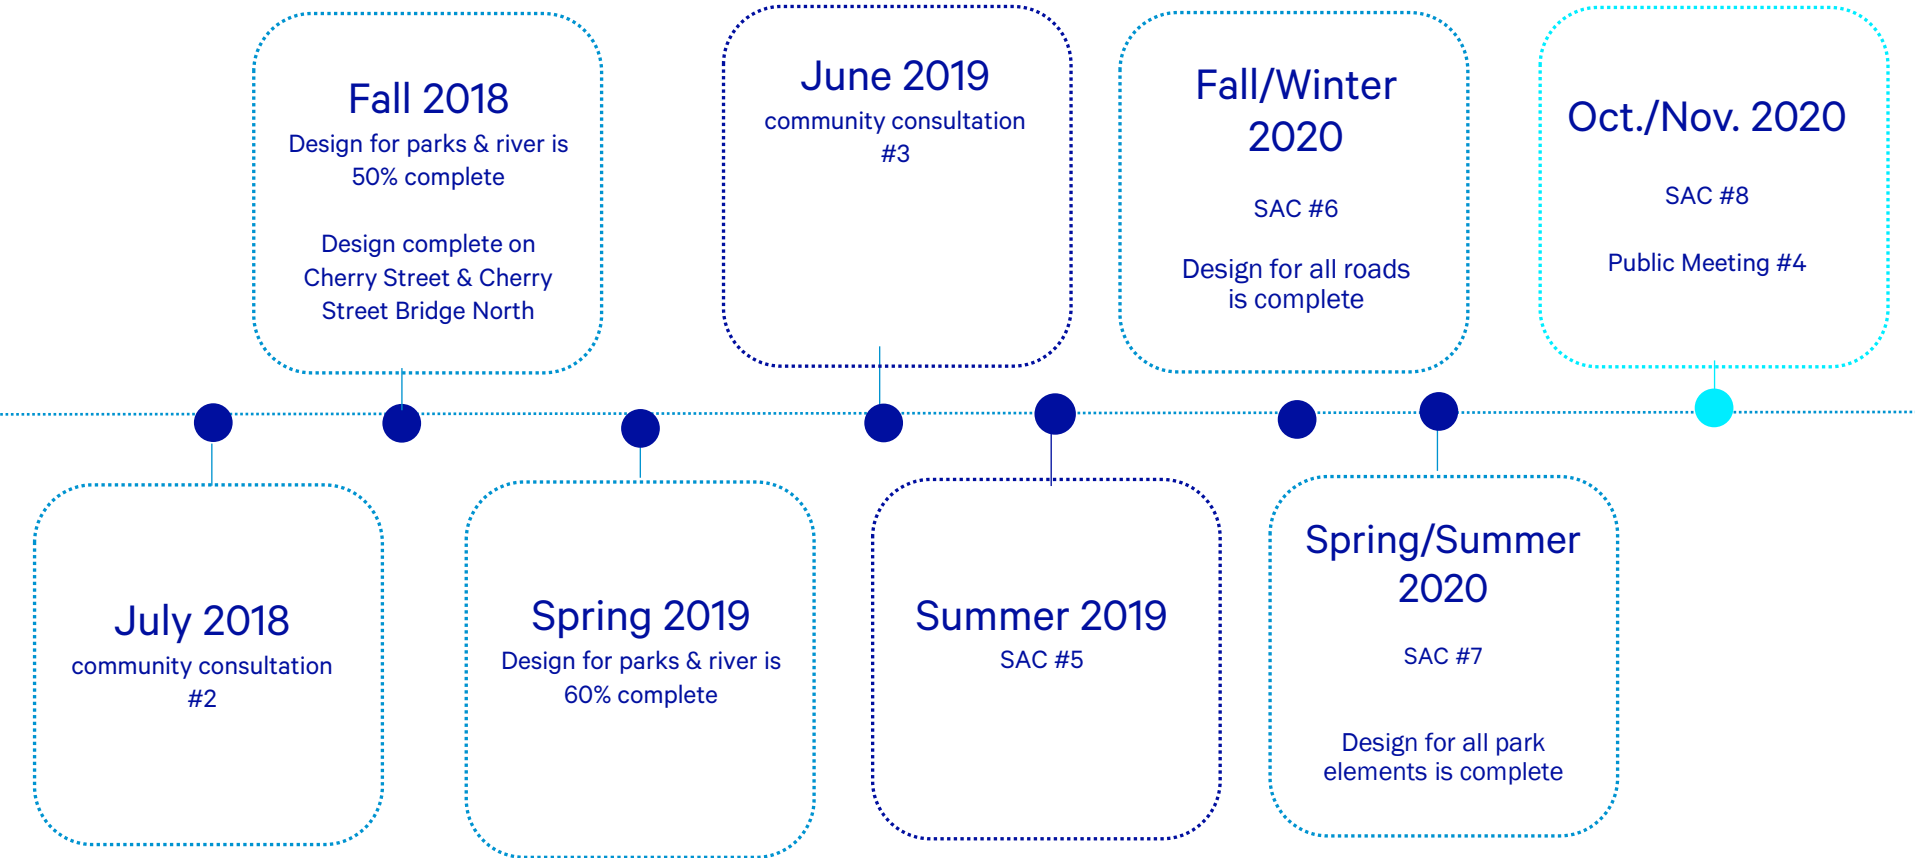 Fall 2018
Design for parks & river is
50% complete
Design complete on
Cherry Street & Cherry
Street Bridge North
June 2019
community consultation
#3
Fall/Winter
2020
SAC #6
Design for all roads
is complete
Oct./Nov. 2020
SAC #8
Public Meeting #4
July 2018
community consultation
#2
Spring 2019
Design for parks & river is
60% complete
Summer 2019
SAC #5
Spring/Summer
2020
SAC #7
Design for all park
elements is complete